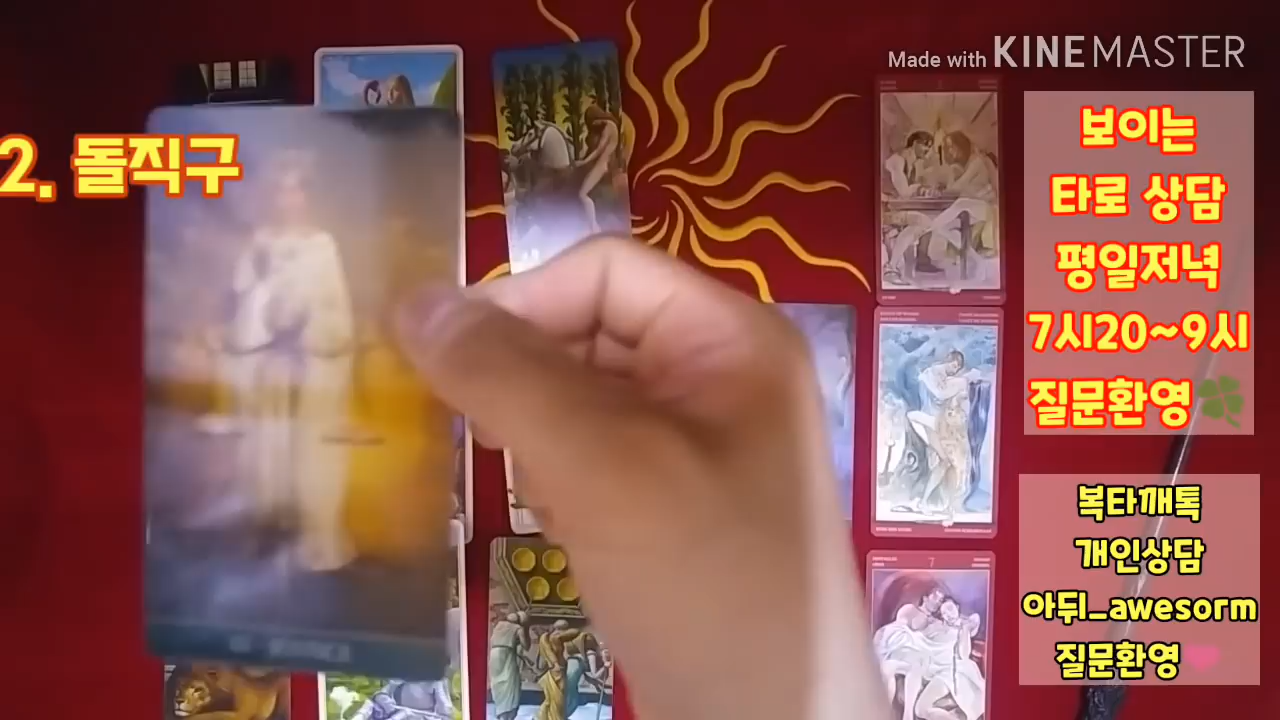 Made with KINEMASTER
2. 돌직구
보이는
타로 상담
평일저녁
7시20~9시
질문환영
복타깨톡
개인상담
아뒤_awesorm
질문환영
7